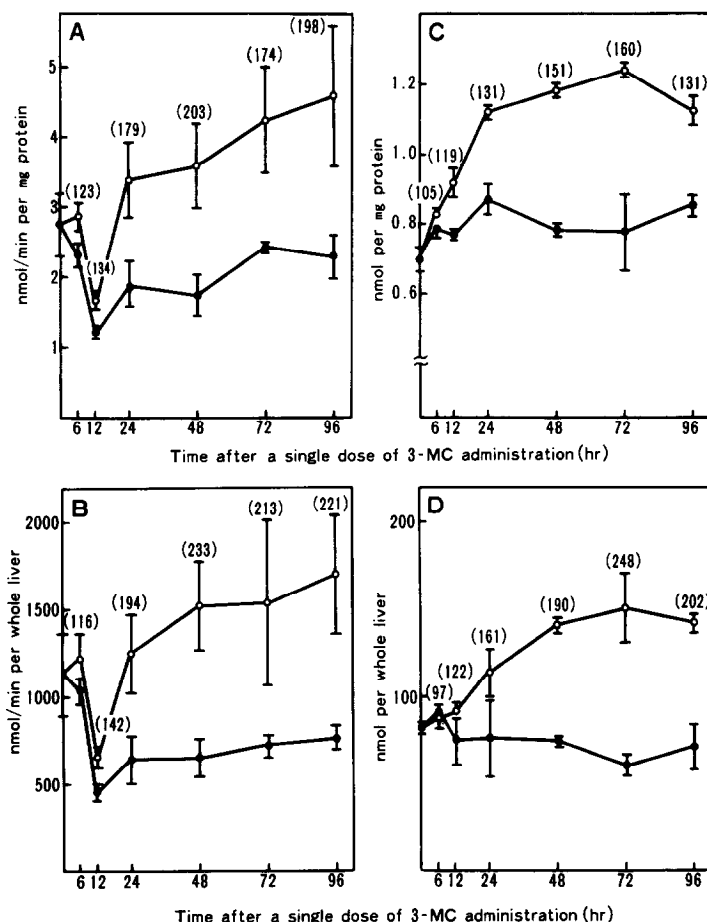 A
(198)
(174)
(203)
(179)
(123)
(134)
5
4
3
2
1
nmol/min per mg protein
6 12 24 48 72 96
C
(160)
(151)
(131)
(131)
(119)
(105)
1.2
1.0
0.8
0.6
nmol per mg protein
6 12 24 48 72 96
Time after a single dose of 3-MC administration (hr)
B
(221)
(213)
(233)
(194)
(116)
(142)
2000
1500
1000
500
nmol/min per whole liver
6 12 24 48 72 96
D
(248)
(202)
(190)
(161)
(122)
(97)
200
100
nmol per whole liver
6 12 24 48 72 96
Time after a single dose of 3-MC administration (hr)